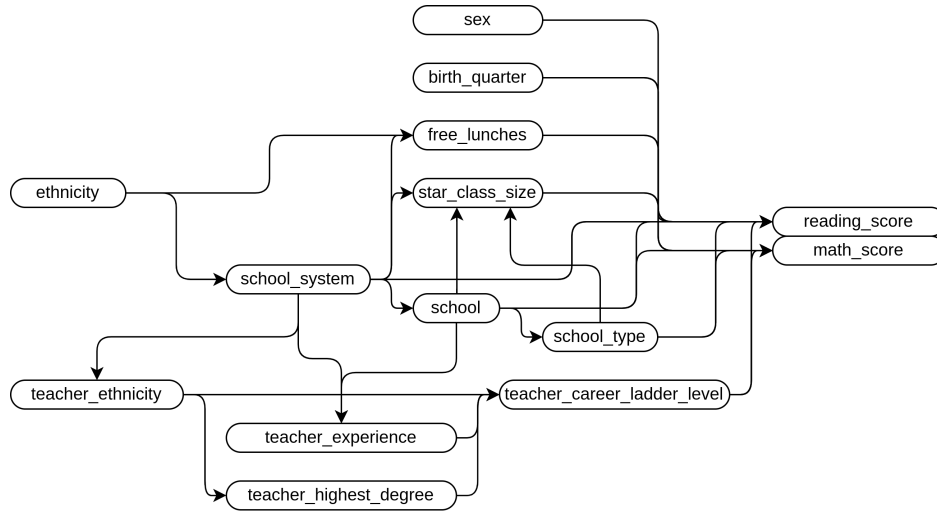 sex
birth_quarter
free_lunches
ethnicity
star_class_size
reading_score
math_score
school_system
school
school_type
teacher_ethnicity
teacher_career_ladder_level
teacher_experience
teacher_highest_degree